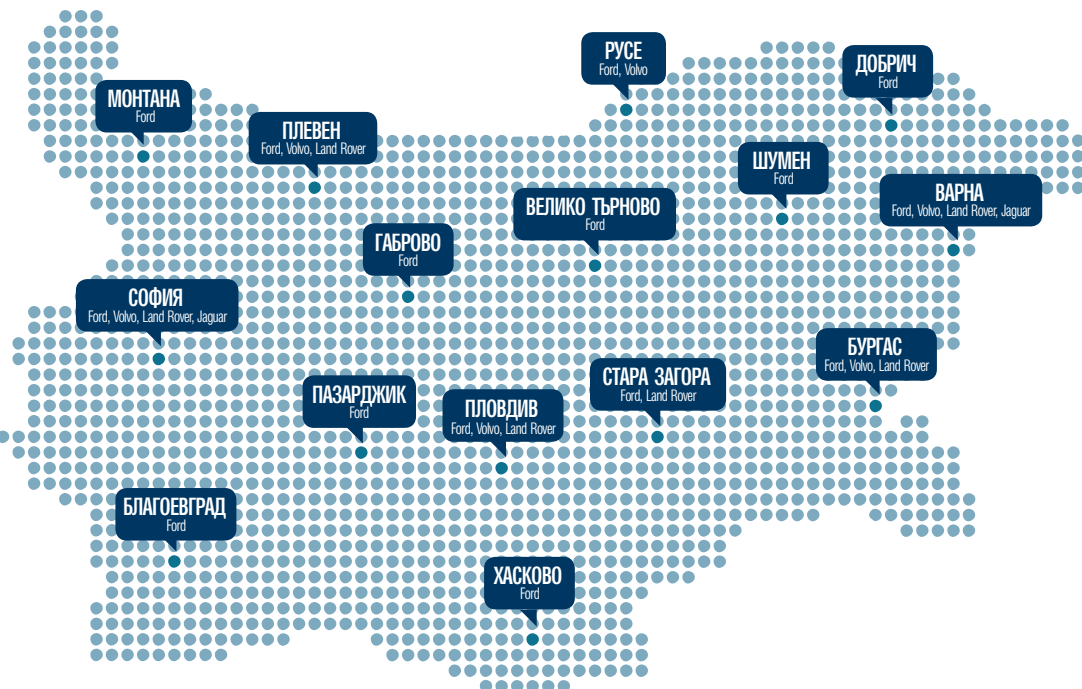 РУСЕ
Ford, Volvo
ДОБРИЧ
Ford
МОНТАНА
Ford
ПЛЕВЕН
Ford, Volvo, Land Rover
ШУМЕН
Ford
ВАРНА
Ford, Volvo, Land Rover, Jaguar
ВЕЛИКО ТЪРНОВО
Ford
ГАБРОВО
Ford
СОФИЯ
Ford, Volvo, Land Rover, Jaguar
БУРГАС
Ford, Volvo, Land Rover
СТАРА ЗАГОРА
Ford, Land Rover
ПАЗАРДЖИК
Ford
ПЛОВДИВ
Ford, Volvo, Land Rover
БЛАГОЕВГРАД
Ford
ХАСКОВО
Ford